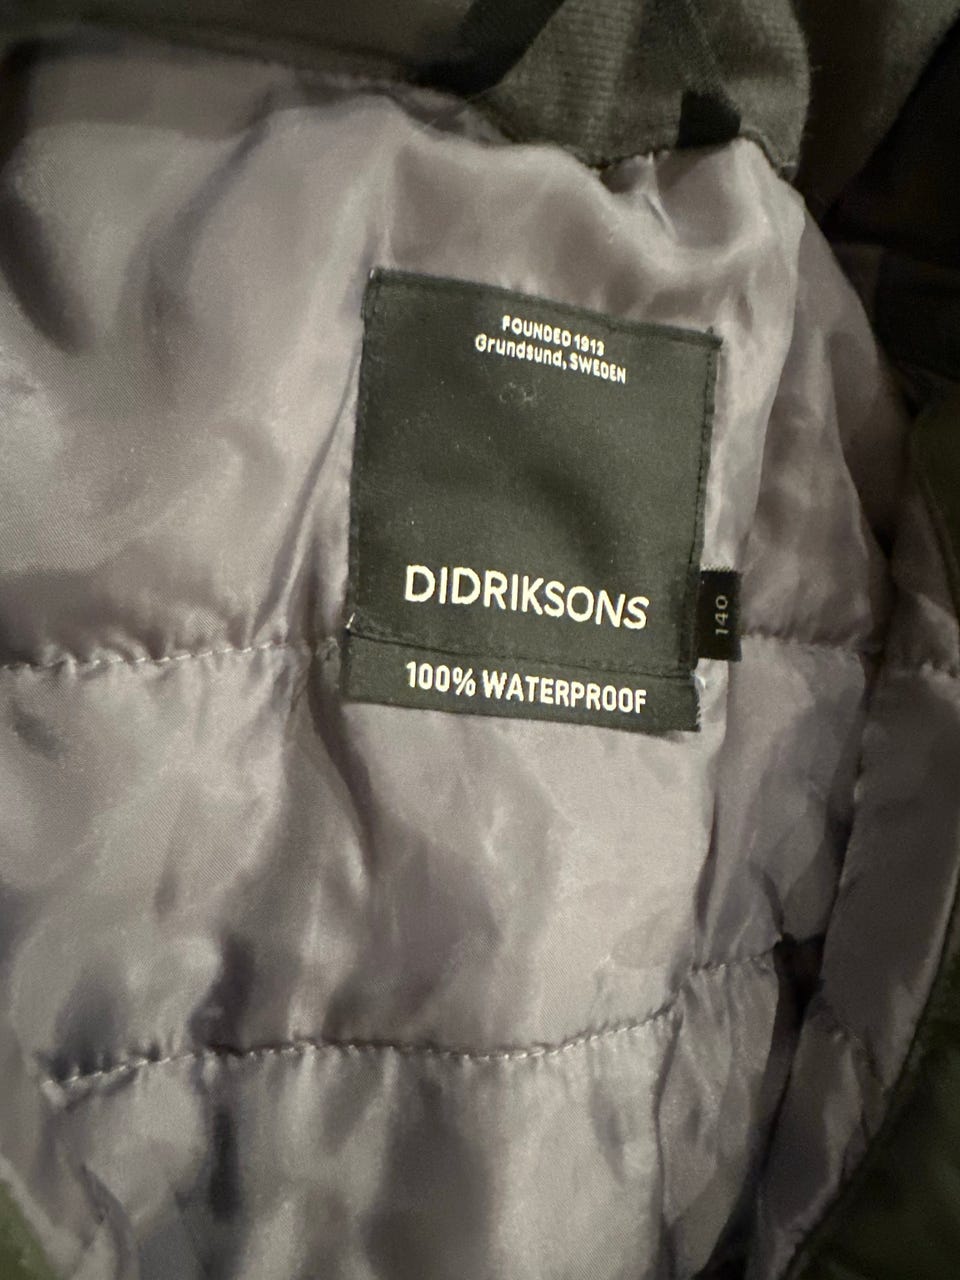 FOUNDED 1913
Grundsund, SWEDEN
DIDRIKSONS
140
100% WATERPROOF